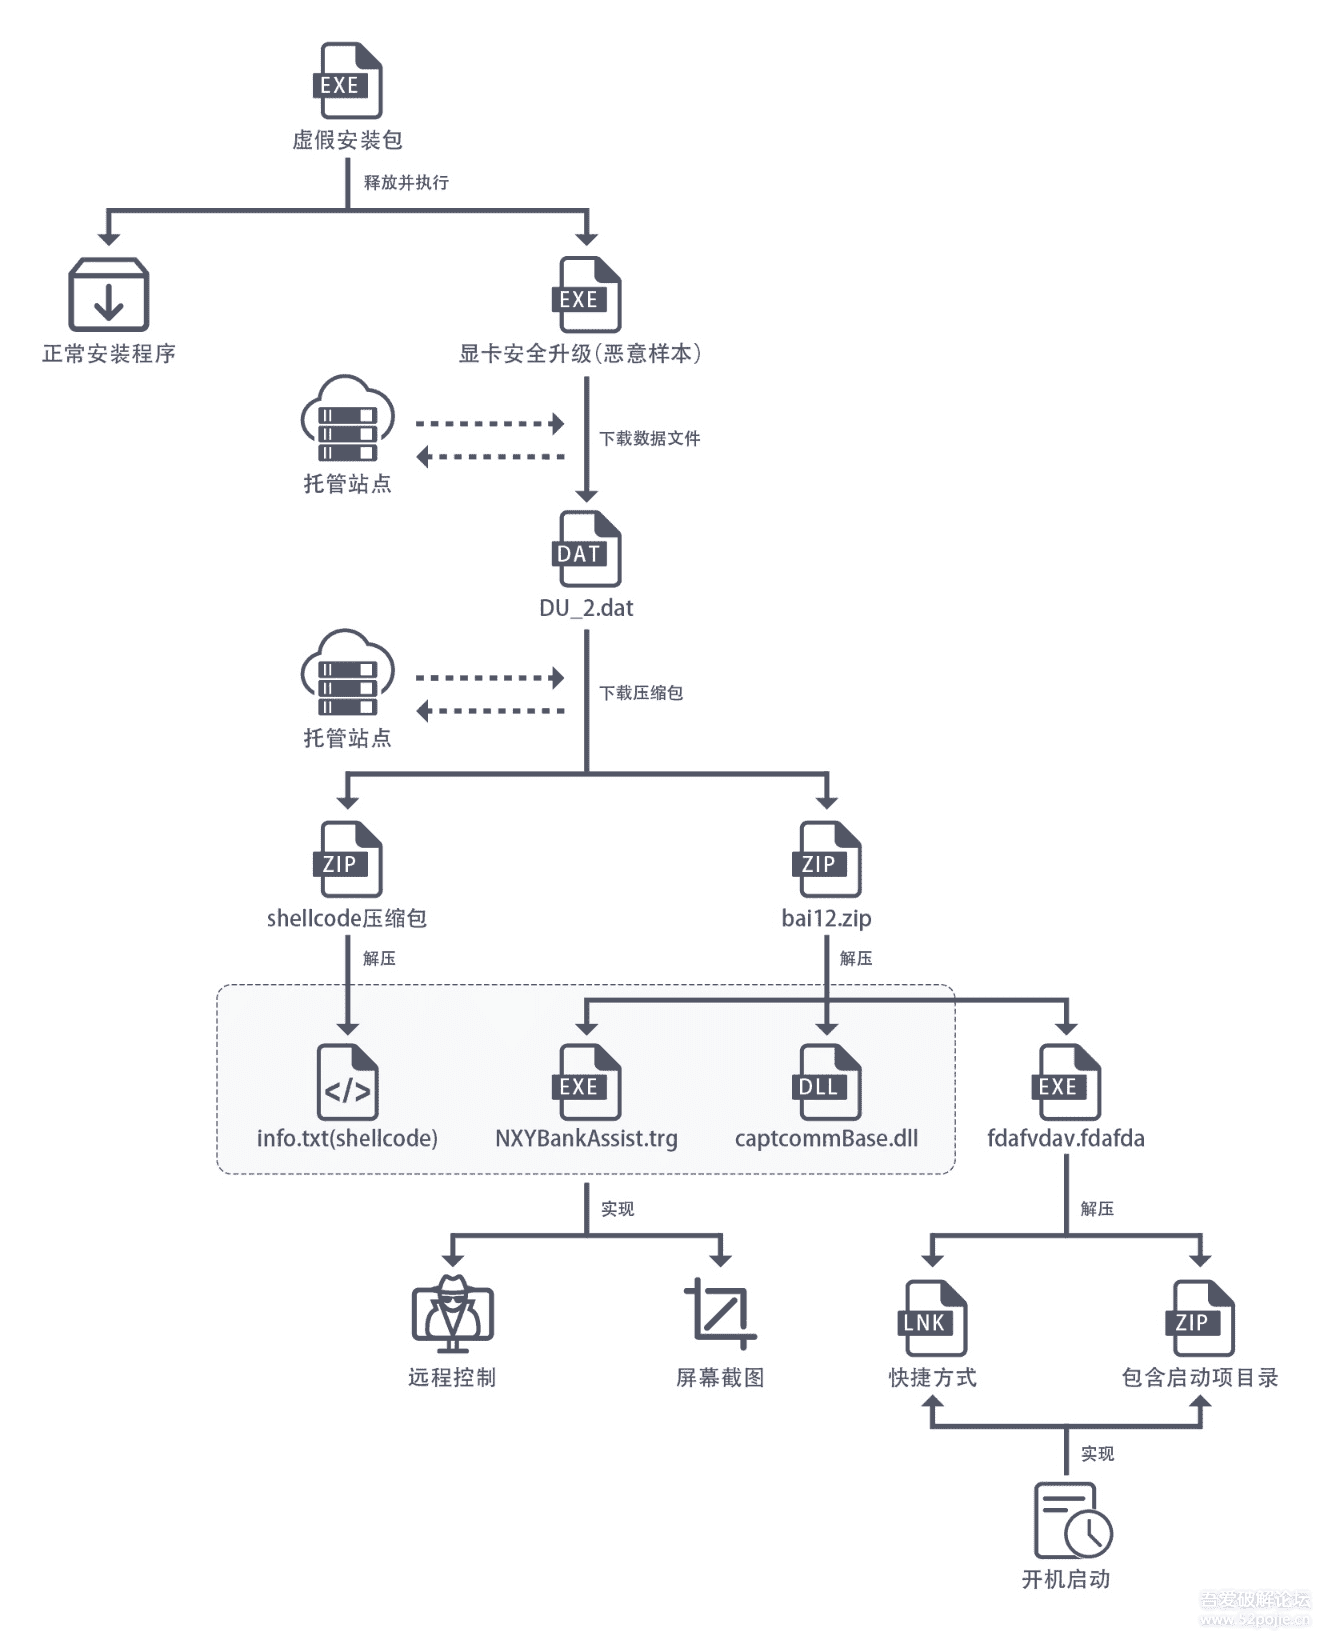 EXE
虚假安装包
释放并执行
正常安装程序
EXE
显卡安全升级(恶意样本)
托管站点
下载数据文件
DAT
DU_2.dat
托管站点
下载压缩包
ZIP
shellcode压缩包
ZIP
bai12.zip
解压
解压
</>
info.txt(shellcode)
EXE
NXYBankAssist.trg
DLL
captcommBase.dll
EXE
fdafvdav.fdafda
实现
解压
远程控制
屏幕截图
LNK
快捷方式
ZIP
包含启动项目录
实现
开机启动
吾爱破解论坛
www.52pojie.cn